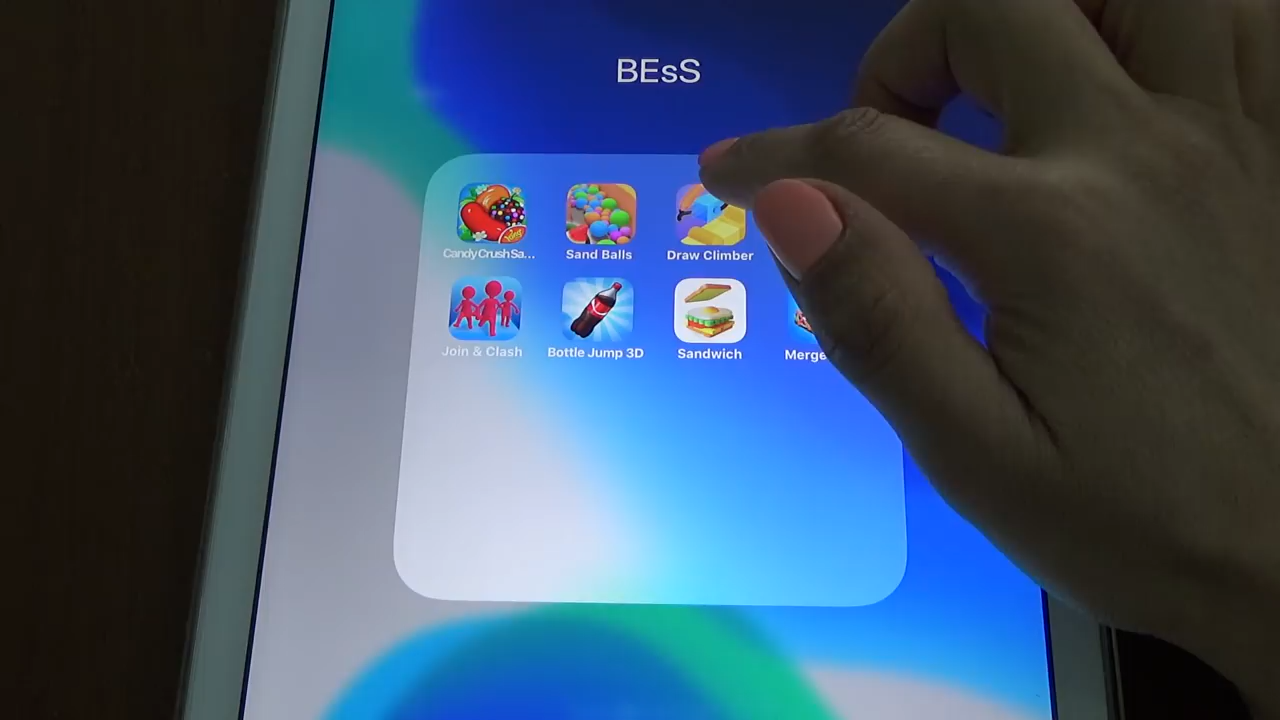 BEsS
Candy Crush Sa...
Sand Balls
Draw Climber
Join & Clash
Bottle Jump 3D
Sandwich
Merge